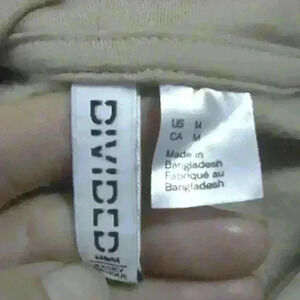 DIVIDED
H&M
US M
CA M
Made in
Bangladesh
Fabriqué au
Bangladesh